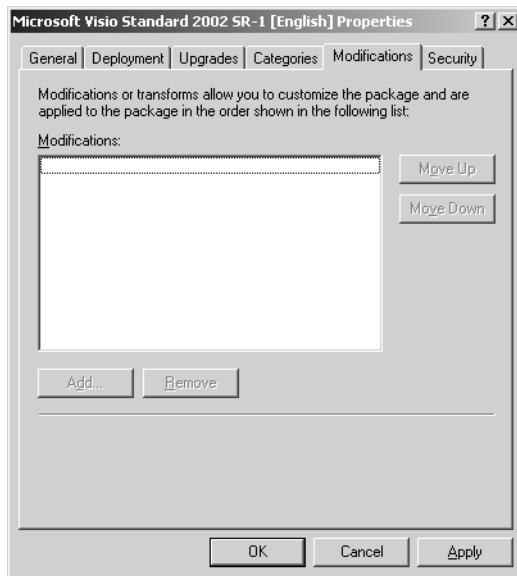 Microsoft Visio Standard 2002 SR-1 [English] Properties ? X
General Deployment Upgrades Categories Modifications Security
Modifications or transforms allow you to customize the package and are
applied to the package in the order shown in the following list:
Modifications:
Move Up
Move Down
Add... Remove
OK Cancel Apply